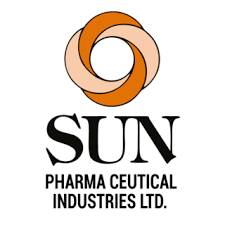 SUN
PHARMA CEUTICAL
INDUSTRIES LTD.